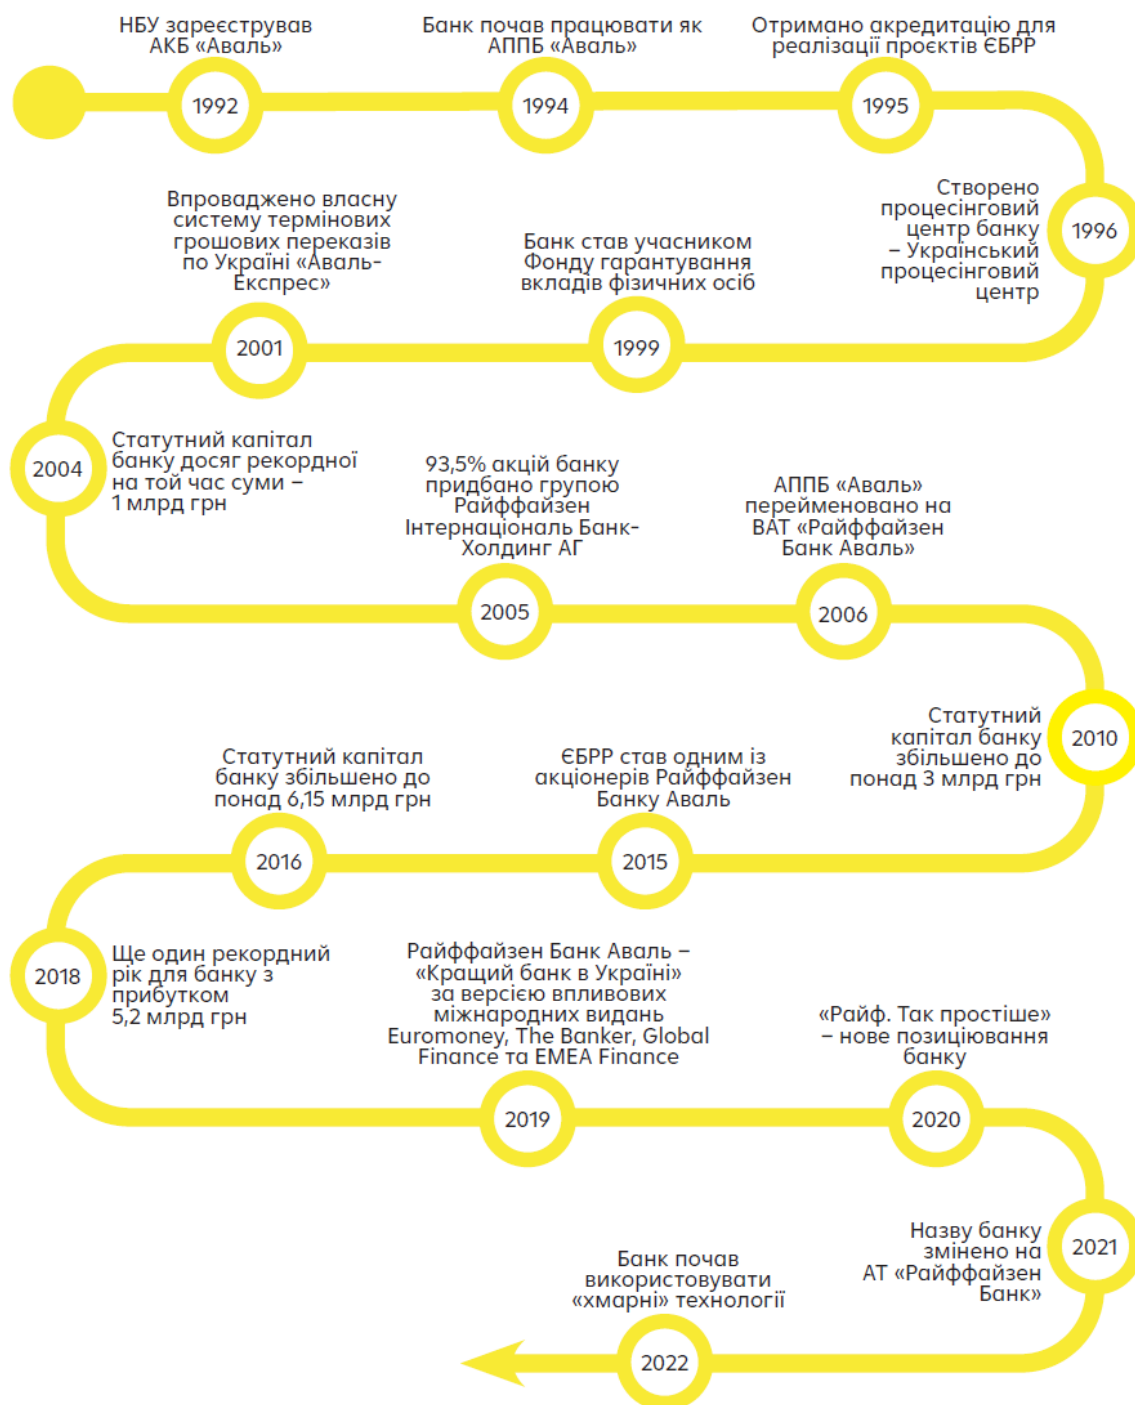 НБУ зареєстрував
АКБ «Аваль»
1992
Банк почав працювати як
АППБ «Аваль»
1994
Отримано акредитацію для
реалізації проєктів ЄБРР
1995
Створено
процесінговий
центр банку
– Український
процесінговий
центр
1996
Банк став учасником
Фонду гарантування
вкладів фізичних осіб
1999
Впроваджено власну
систему термінових
грошових переказів
по Україні «Аваль-
Експрес»
2001
Статутний капітал
банку досяг рекордної
на той час суми –
1 млрд грн
2004
93,5% акцій банку
придбано групою
Райффайзен
Інтернаціональ Банк-
Холдинг АГ
2005
АППБ «Аваль»
перейменовано на
ВАТ «Райффайзен
Банк Аваль»
2006
Статутний
капітал банку
збільшено до
понад 3 млрд грн
2010
ЄБРР став одним із
акціонерів Райффайзен
Банку Аваль
2015
Статутний капітал
банку збільшено до
понад 6,15 млрд грн
2016
Ще один рекордний
рік для банку з
прибутком
5,2 млрд грн
2018
Райффайзен Банк Аваль –
«Кращий банк в Україні»
за версією впливових
міжнародних видань
Euromoney, The Banker, Global
Finance та EMEA Finance
2019
«Райф. Так простіше»
– нове позиціювання
банку
2020
Назву банку
змінено на
АТ «Райффайзен
Банк»
2021
Банк почав
використовувати
«хмарні» технології
2022